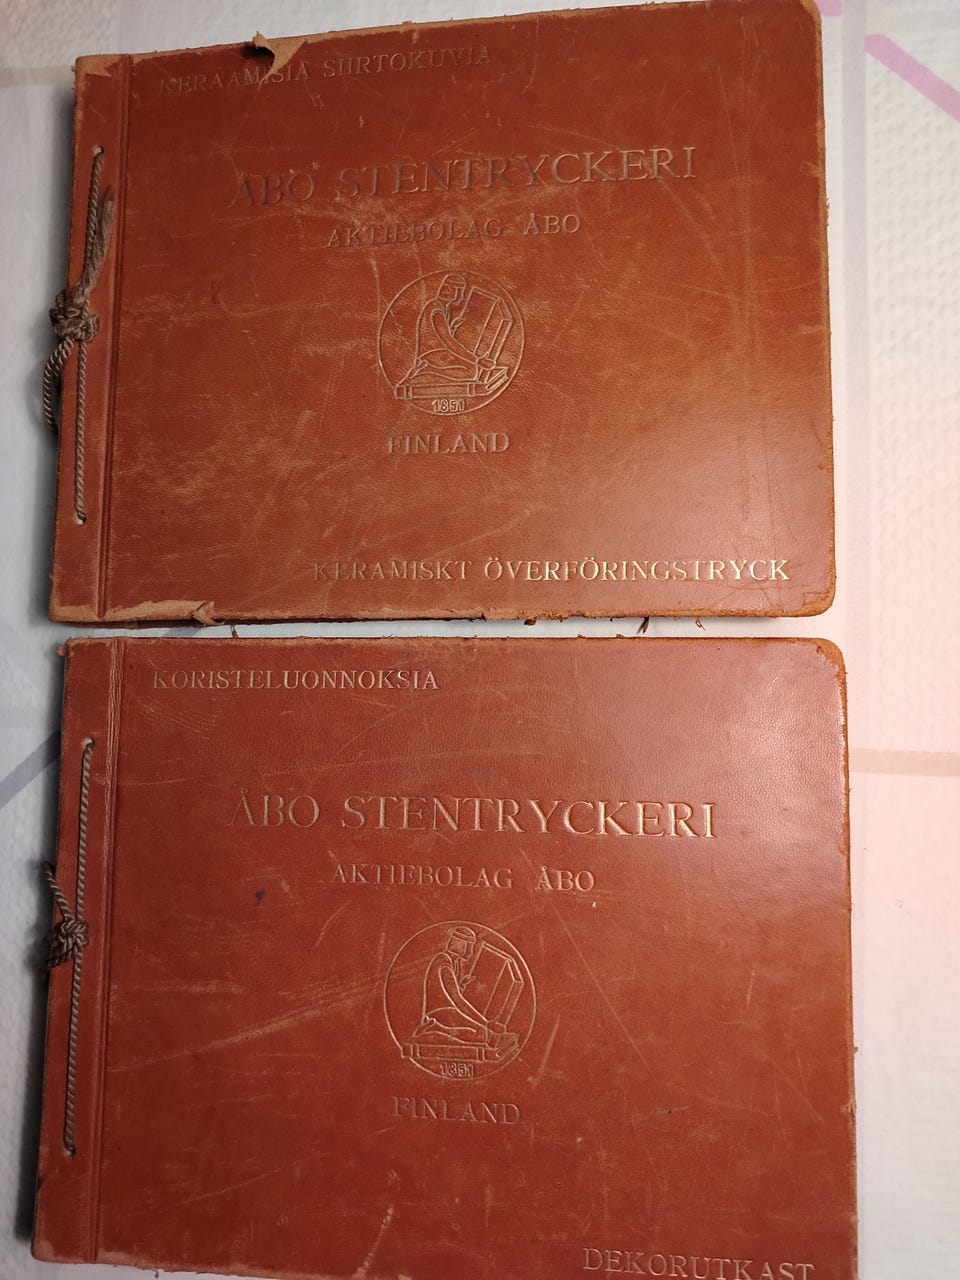 KERAAMISIA SIIRTOKUVIA
ÅBO STENTRYCKERI
AKTIEBOLAG ÅBO
1851
FINLAND
KERAMISKT ÖVERFÖRINGSTRYCK
KORISTELUONNOKSIA
ÅBO STENTRYCKERI
AKTIEBOLAG ÅBO
1851
FINLAND
DEKORUTKAST